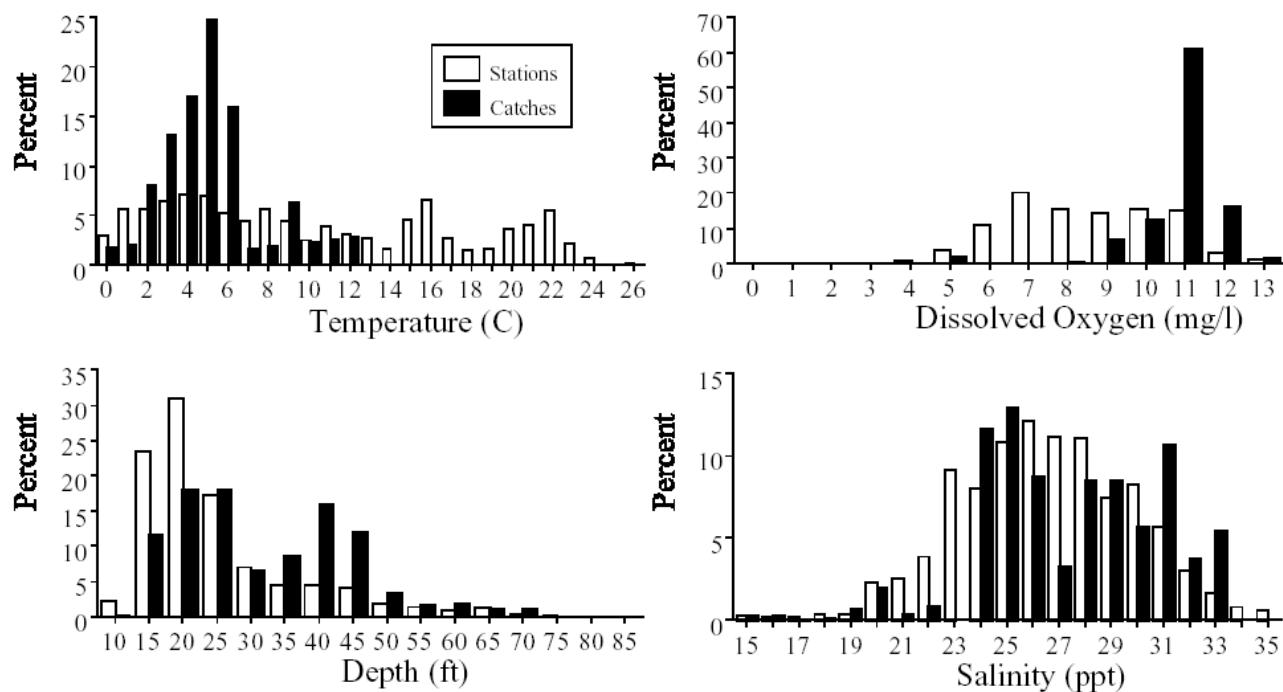 25
20
15
10
5
0
Percent
Stations
Catches
0 2 4 6 8 10 12 14 16 18 20 22 24 26
Temperature (C)
70
60
50
40
30
20
10
0
Percent
0 1 2 3 4 5 6 7 8 9 10 11 12 13
Dissolved Oxygen (mg/l)
35
30
25
20
15
10
5
0
Percent
10 15 20 25 30 35 40 45 50 55 60 65 70 75 80 85
Depth (ft)
15
10
5
0
Percent
15 17 19 21 23 25 27 29 31 33 35
Salinity (ppt)